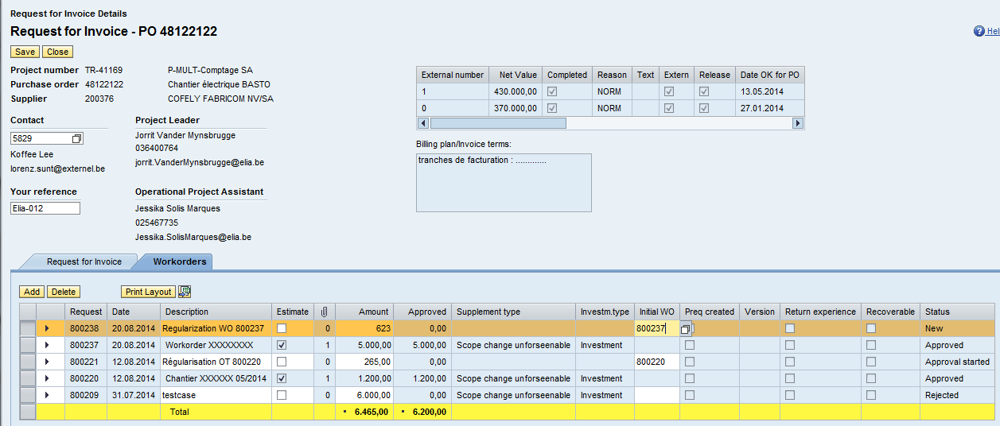 Request for Invoice Details
Request for Invoice - PO 48122122
Hel
Save Close
Project number TR-41169 P-MULT-Comptage SA
Purchase order 48122122 Chantier électrique BASTO
Supplier 200376 COFELY FABRICOM NV/SA
Contact
5829
Koffee Lee
lorenz.sunt@externel.be
Project Leader
Jorrit Vander Mynsbrugge
036400764
jorrit.VanderMynsbrugge@elia.be
Your reference
Elia-012
Operational Project Assistant
Jessika Solis Marques
025467735
Jessika.SolisMarques@elia.be
External number Net Value Completed Reason Text Extern Release Date OK for PO
1 430.000,00 NORM 13.05.2014
0 370.000,00 NORM 27.01.2014
Billing plan/Invoice terms:
tranches de facturation : .............
Request for Invoice Workorders
Add Delete Print Layout
Request Date Description Estimate Amount Approved Supplement type Investm.type Initial WO Preq created Version Return experience Recoverable Status
800238 20.08.2014 Regularization WO 800237 0 623 0,00 800237 New
800237 20.08.2014 Workorder XXXXXXXX 1 5.000,00 5.000,00 Scope change unforseenable Investment Approved
800221 12.08.2014 Régularisation OT 800220 0 265,00 0,00 800220 Approval started
800220 12.08.2014 Chantier XXXXXX 05/2014 1 1.200,00 1.200,00 Scope change unforseenable Investment Approved
800209 31.07.2014 testcase 0 6.000,00 0,00 Scope change unforseenable Investment Rejected
Total 6.465,00 6.200,00